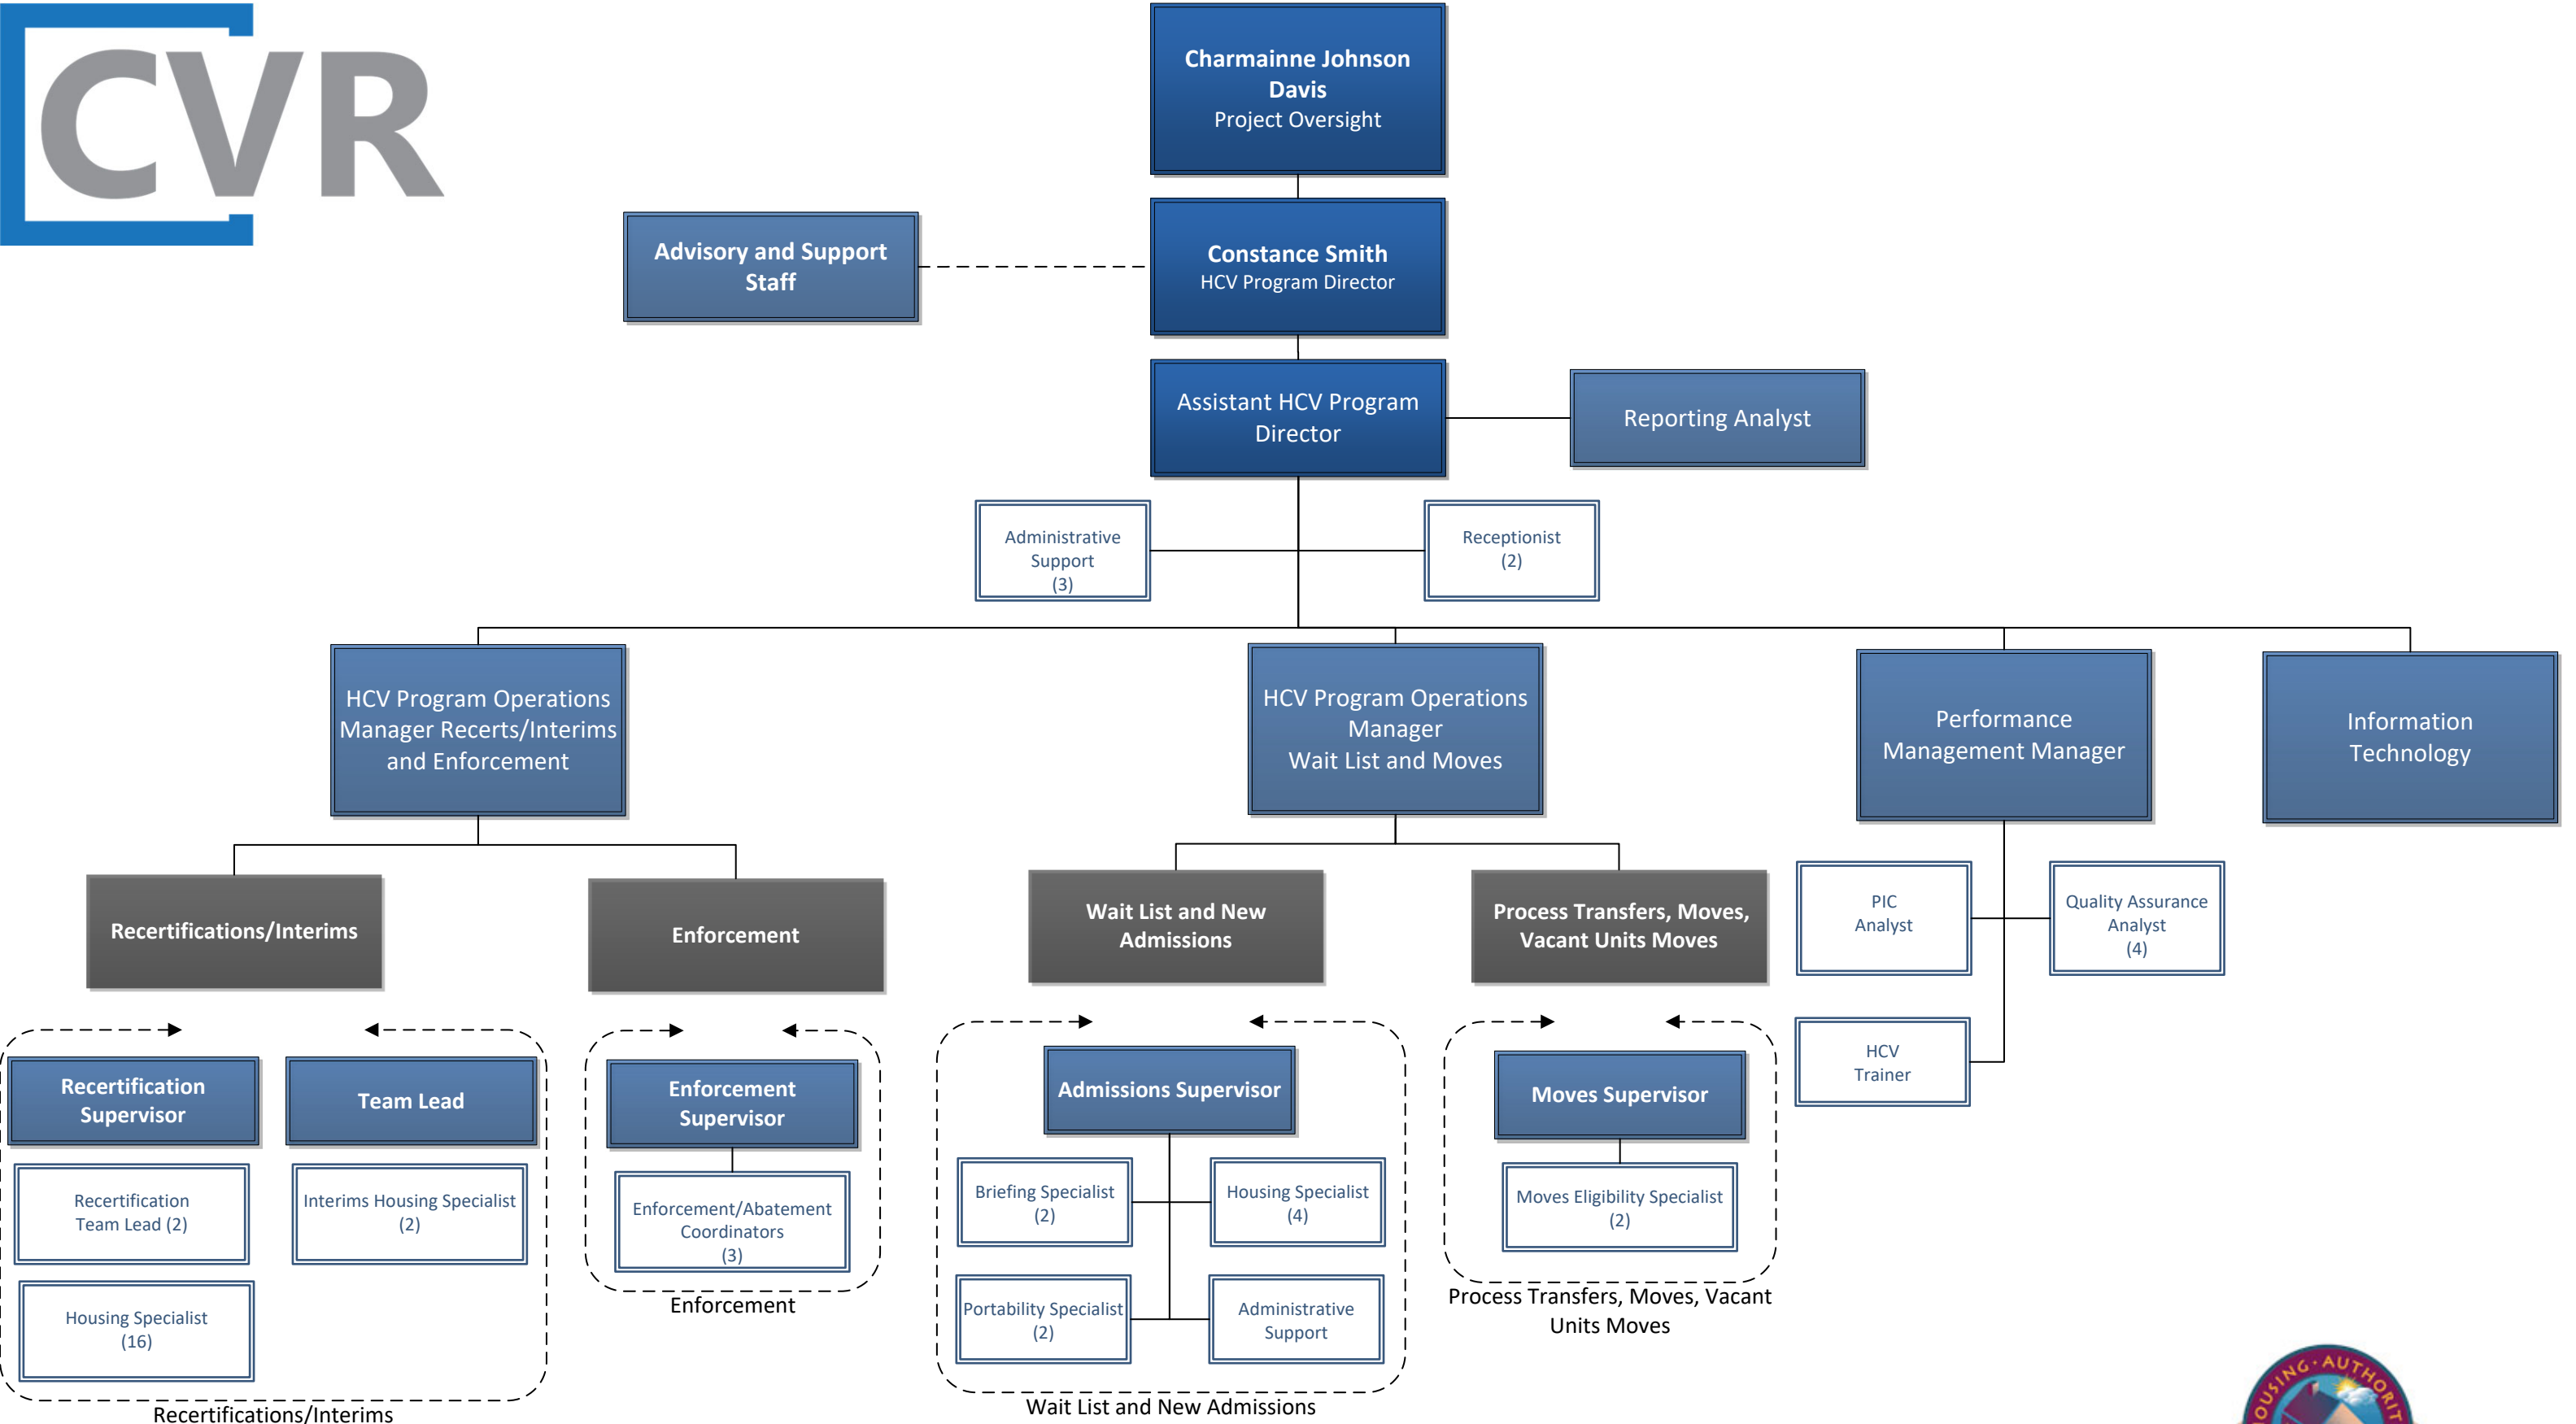 CVR
Charmainne Johnson
Davis
Project Oversight
Advisory and Support
Staff
Constance Smith
HCV Program Director
Assistant HCV Program
Director
Reporting Analyst
Administrative
Support
(3)
Receptionist
(2)
HCV Program Operations
Manager Recerts/Interims
and Enforcement
HCV Program Operations
Manager
Wait List and Moves
Performance
Management Manager
Information
Technology
Recertifications/Interims
Enforcement
Wait List and New
Admissions
Process Transfers, Moves,
Vacant Units Moves
PIC
Analyst
Quality Assurance
Analyst
(4)
HCV
Trainer
Recertification
Supervisor
Team Lead
Recertification
Team Lead (2)
Interims Housing Specialist
(2)
Housing Specialist
(16)
Recertifications/Interims
Enforcement
Supervisor
Enforcement/Abatement
Coordinators
(3)
Enforcement
Admissions Supervisor
Briefing Specialist
(2)
Housing Specialist
(4)
Portability Specialist
(2)
Administrative
Support
Wait List and New Admissions
Moves Supervisor
Moves Eligibility Specialist
(2)
Process Transfers, Moves, Vacant
Units Moves